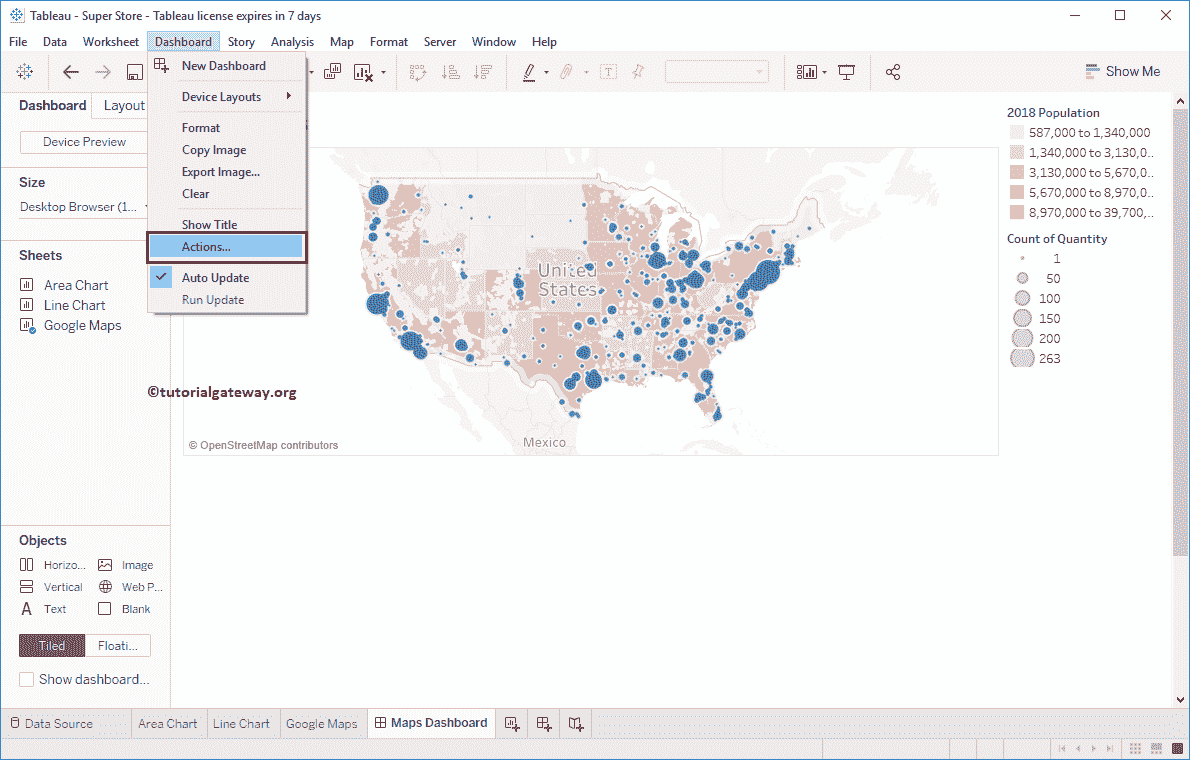 Tableau - Super Store - Tableau license expires in 7 days
File Data Worksheet Dashboard Story Analysis Map Format Server Window Help
Show Me
Dashboard Layout
Device Preview
Size
Desktop Browser (1...
Sheets
Area Chart
Line Chart
Google Maps
New Dashboard
Device Layouts
Format
Copy Image
Export Image...
Clear
Show Title
Actions...
Auto Update
Run Update
©tutorialgateway.org
United
States
Mexico
© OpenStreetMap contributors
2018 Population
587,000 to 1,340,000
1,340,000 to 3,130,0..
3,130,000 to 5,670,0..
5,670,000 to 8,970,0..
8,970,000 to 39,700,..
Count of Quantity
1
50
100
150
200
263
Objects
Horizo... Image
Vertical Web P...
A Text Blank
Tiled Floati...
Show dashboard...
Data Source Area Chart Line Chart Google Maps Maps Dashboard